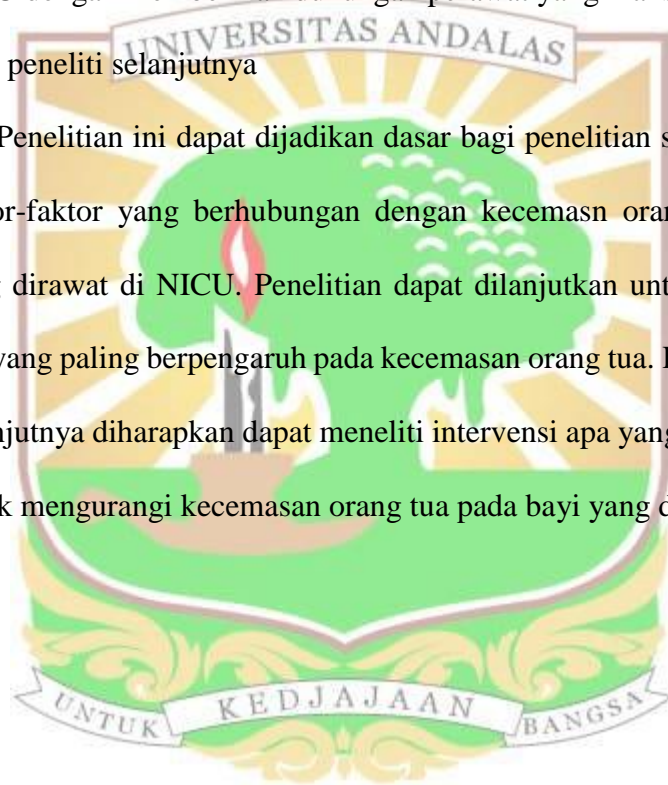 dengan
UNIVERSITAS ANDALAS
peneliti selanjutnya
Penelitian ini dapat dijadikan dasar bagi penelitian s
or-faktor yang berhubungan dengan kecemasn oran
dirawat di NICU. Penelitian dapat dilanjutkan unt
yang paling berpengaruh pada kecemasan orang tua. 
njutnya diharapkan dapat meneliti intervensi apa yang
k mengurangi kecemasan orang tua pada bayi yang d
UNTUK KEDJAJAAN BANGSA